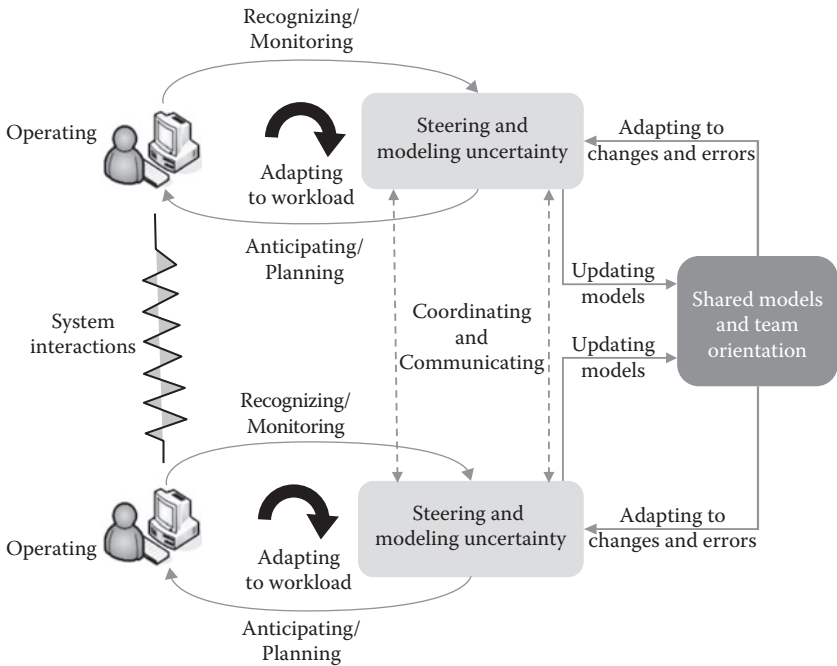 Recognizing/
Monitoring
Operating
Adapting
to workload
Steering and
modeling uncertainty
Adapting to
changes and errors
Anticipating/
Planning
Updating
models
Shared models
and team
orientation
System
interactions
Coordinating
and
Communicating
Updating
models
Recognizing/
Monitoring
Operating
Adapting
to workload
Steering and
modeling uncertainty
Adapting to
changes and errors
Anticipating/
Planning